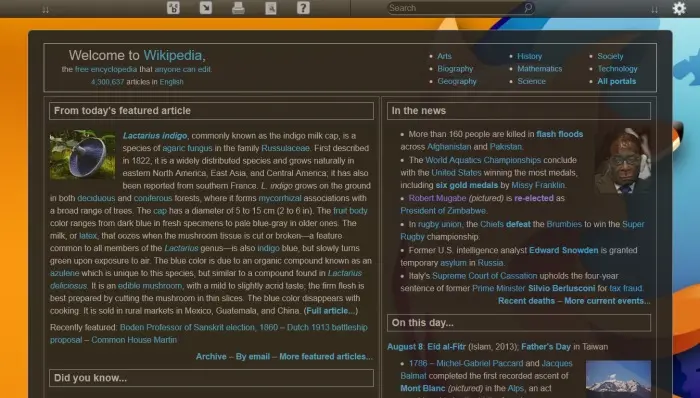 Search
Welcome to Wikipedia,
the free encyclopedia that anyone can edit.
4,300,637 articles in English
Arts
Biography
Geography
History
Mathematics
Science
Society
Technology
All portals
From today's featured article
Lactarius indigo, commonly known as the indigo milk cap, is a
species of agaric fungus in the family Russulaceae. First described
in 1822, it is a widely distributed species and grows naturally in
eastern North America, East Asia, and Central America; it has also
been reported from southern France. L. indigo grows on the ground
in both deciduous and coniferous forests, where it forms mycorrhizal associations with
a broad range of trees. The cap has a diameter of 5 to 15 cm (2 to 6 in). The fruit body
color ranges from dark blue in fresh specimens to pale blue-gray in older ones. The
milk, or latex, that oozes when the mushroom tissue is cut or broken—a feature
common to all members of the Lactarius genus—is also indigo blue, but slowly turns
green upon exposure to air. The blue color is due to an organic compound known as an
azulene which is unique to this species, but similar to a compound found in Lactarius
deliciosus. It is an edible mushroom, with a mild to slightly acrid taste; the firm flesh is
best prepared by cutting the mushroom in thin slices. The blue color disappears with
cooking. It is sold in rural markets in Mexico, Guatemala, and China. (Full article...)
Recently featured: Boden Professor of Sanskrit election, 1860 – Dutch 1913 battleship
proposal – Common House Martin
Archive – By email – More featured articles...
Did you know...
In the news
More than 160 people are killed in flash floods
across Afghanistan and Pakistan.
The World Aquatics Championships conclude
with the United States winning the most medals,
including six gold medals by Missy Franklin.
Robert Mugabe (pictured) is re-elected as
President of Zimbabwe.
In rugby union, the Chiefs defeat the Brumbies to win the Super
Rugby championship.
Former U.S. intelligence analyst Edward Snowden is granted
temporary asylum in Russia.
Italy's Supreme Court of Cassation upholds the four-year
sentence of former Prime Minister Silvio Berlusconi for tax fraud.
Recent deaths – More current events...
On this day...
August 8: Eid al-Fitr (Islam, 2013); Father's Day in Taiwan
1786 – Michel-Gabriel Paccard and Jacques
Balmat completed the first recorded ascent of
Mont Blanc (pictured) in the Alps, an act